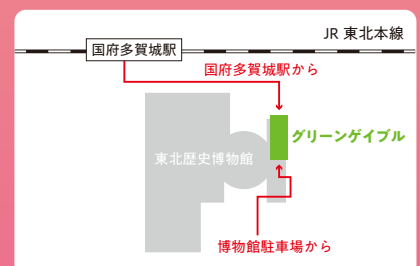 JR 東北本線
国府多賀城駅
国府多賀城駅から
グリーンゲイブル
東北歴史博物館
博物館駐車場から